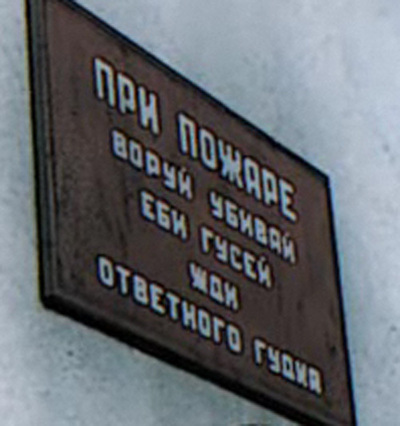 ПРИ ПОЖАРЕ
ВОРУЙ УБИВАЙ
ЕБИ ГУСЕЙ
ЖДИ
ОТВЕТНОГО ГУДКА